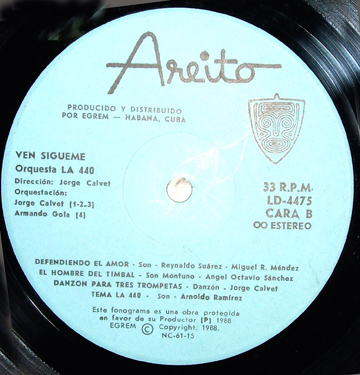 Areito
PRODUCIDO Y DISTRIBUIDO
POR EGREM — HABANA, CUBA
VEN SIGUEME
Orquesta LA 440
Dirección: Jorge Calvet
Orquestación:
Jorge Calvet [1-2-3]
Armando Gola [4]
33 R.P.M.
LD-4475
CARA B
OO ESTEREO
DEFENDIENDO EL AMOR - Son - Reynaldo Suárez - Miguel R. Méndez
EL HOMBRE DEL TIMBAL - Son Montuno - Angel Octavio Sánchez
DANZON PARA TRES TROMPETAS - Danzón - Jorge Calvet
TEMA LA 440 - Son - Arnoldo Ramírez
Este fonograma es una obra protegida
en favor de su Productor [P] 1988
EGREM © Copyright, 1988.
NC-61-15